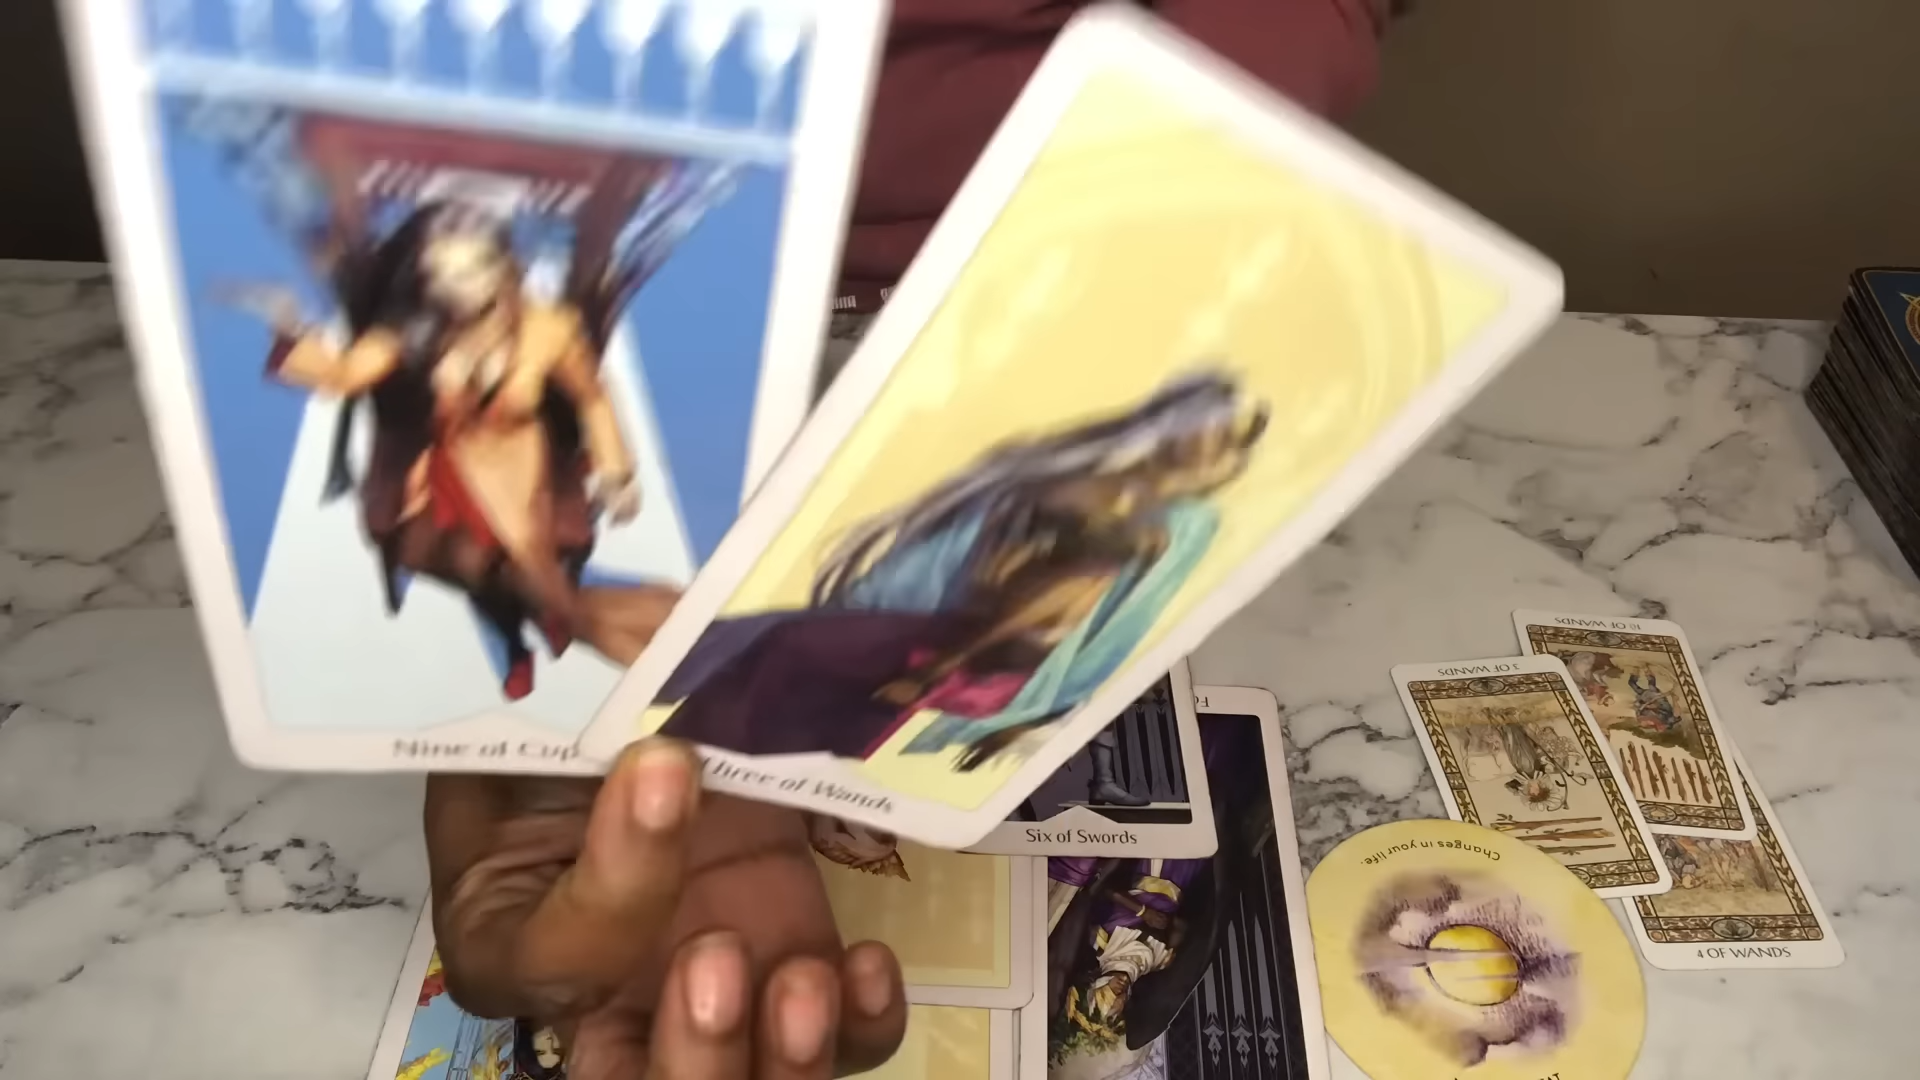 Nine of Cup
Three of Wands
Six of Swords
10 OF WANDS
3 OF WANDS
4 OF WANDS
Changes in your life.